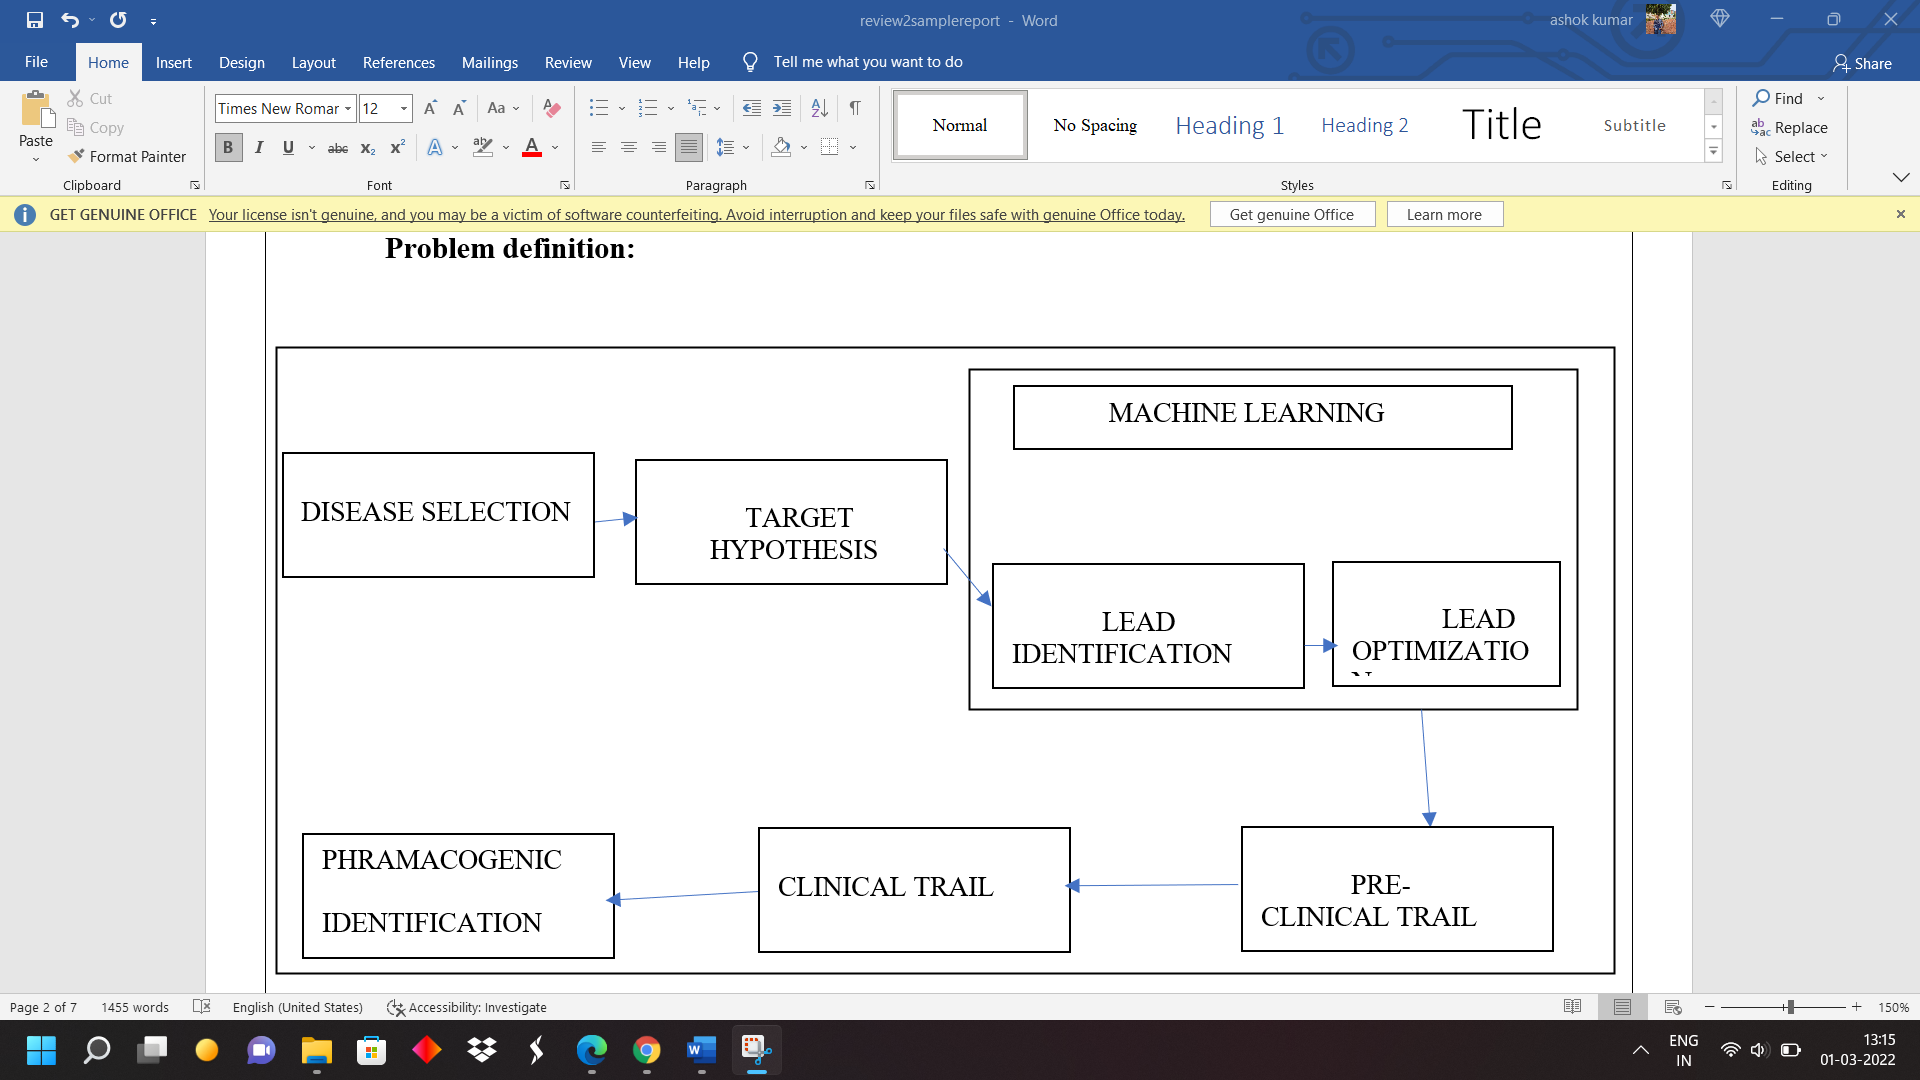 review2samplereport - Word
ashok kumar
File
Home
Insert
Design
Layout
References
Mailings
Review
View
Help
Tell me what you want to do
Share
Paste
Cut
Copy
Format Painter
Clipboard
Times New Romar
12
Aa
B I U abc x₂ x² A ab A
Font
Paragraph
Normal
No Spacing
Heading 1
Heading 2
Title
Subtitle
Styles
Find
Replace
Select
Editing
GET GENUINE OFFICE Your license isn't genuine, and you may be a victim of software counterfeiting. Avoid interruption and keep your files safe with genuine Office today.
Get genuine Office
Learn more
Problem definition:
MACHINE LEARNING
DISEASE SELECTION
TARGET
HYPOTHESIS
LEAD
IDENTIFICATION
LEAD
OPTIMIZATIO
N
PHRAMACOGENIC
IDENTIFICATION
CLINICAL TRAIL
PRE-
CLINICAL TRAIL
Page 2 of 7
1455 words
English (United States)
Accessibility: Investigate
150%
ENG
IN
13:15
01-03-2022